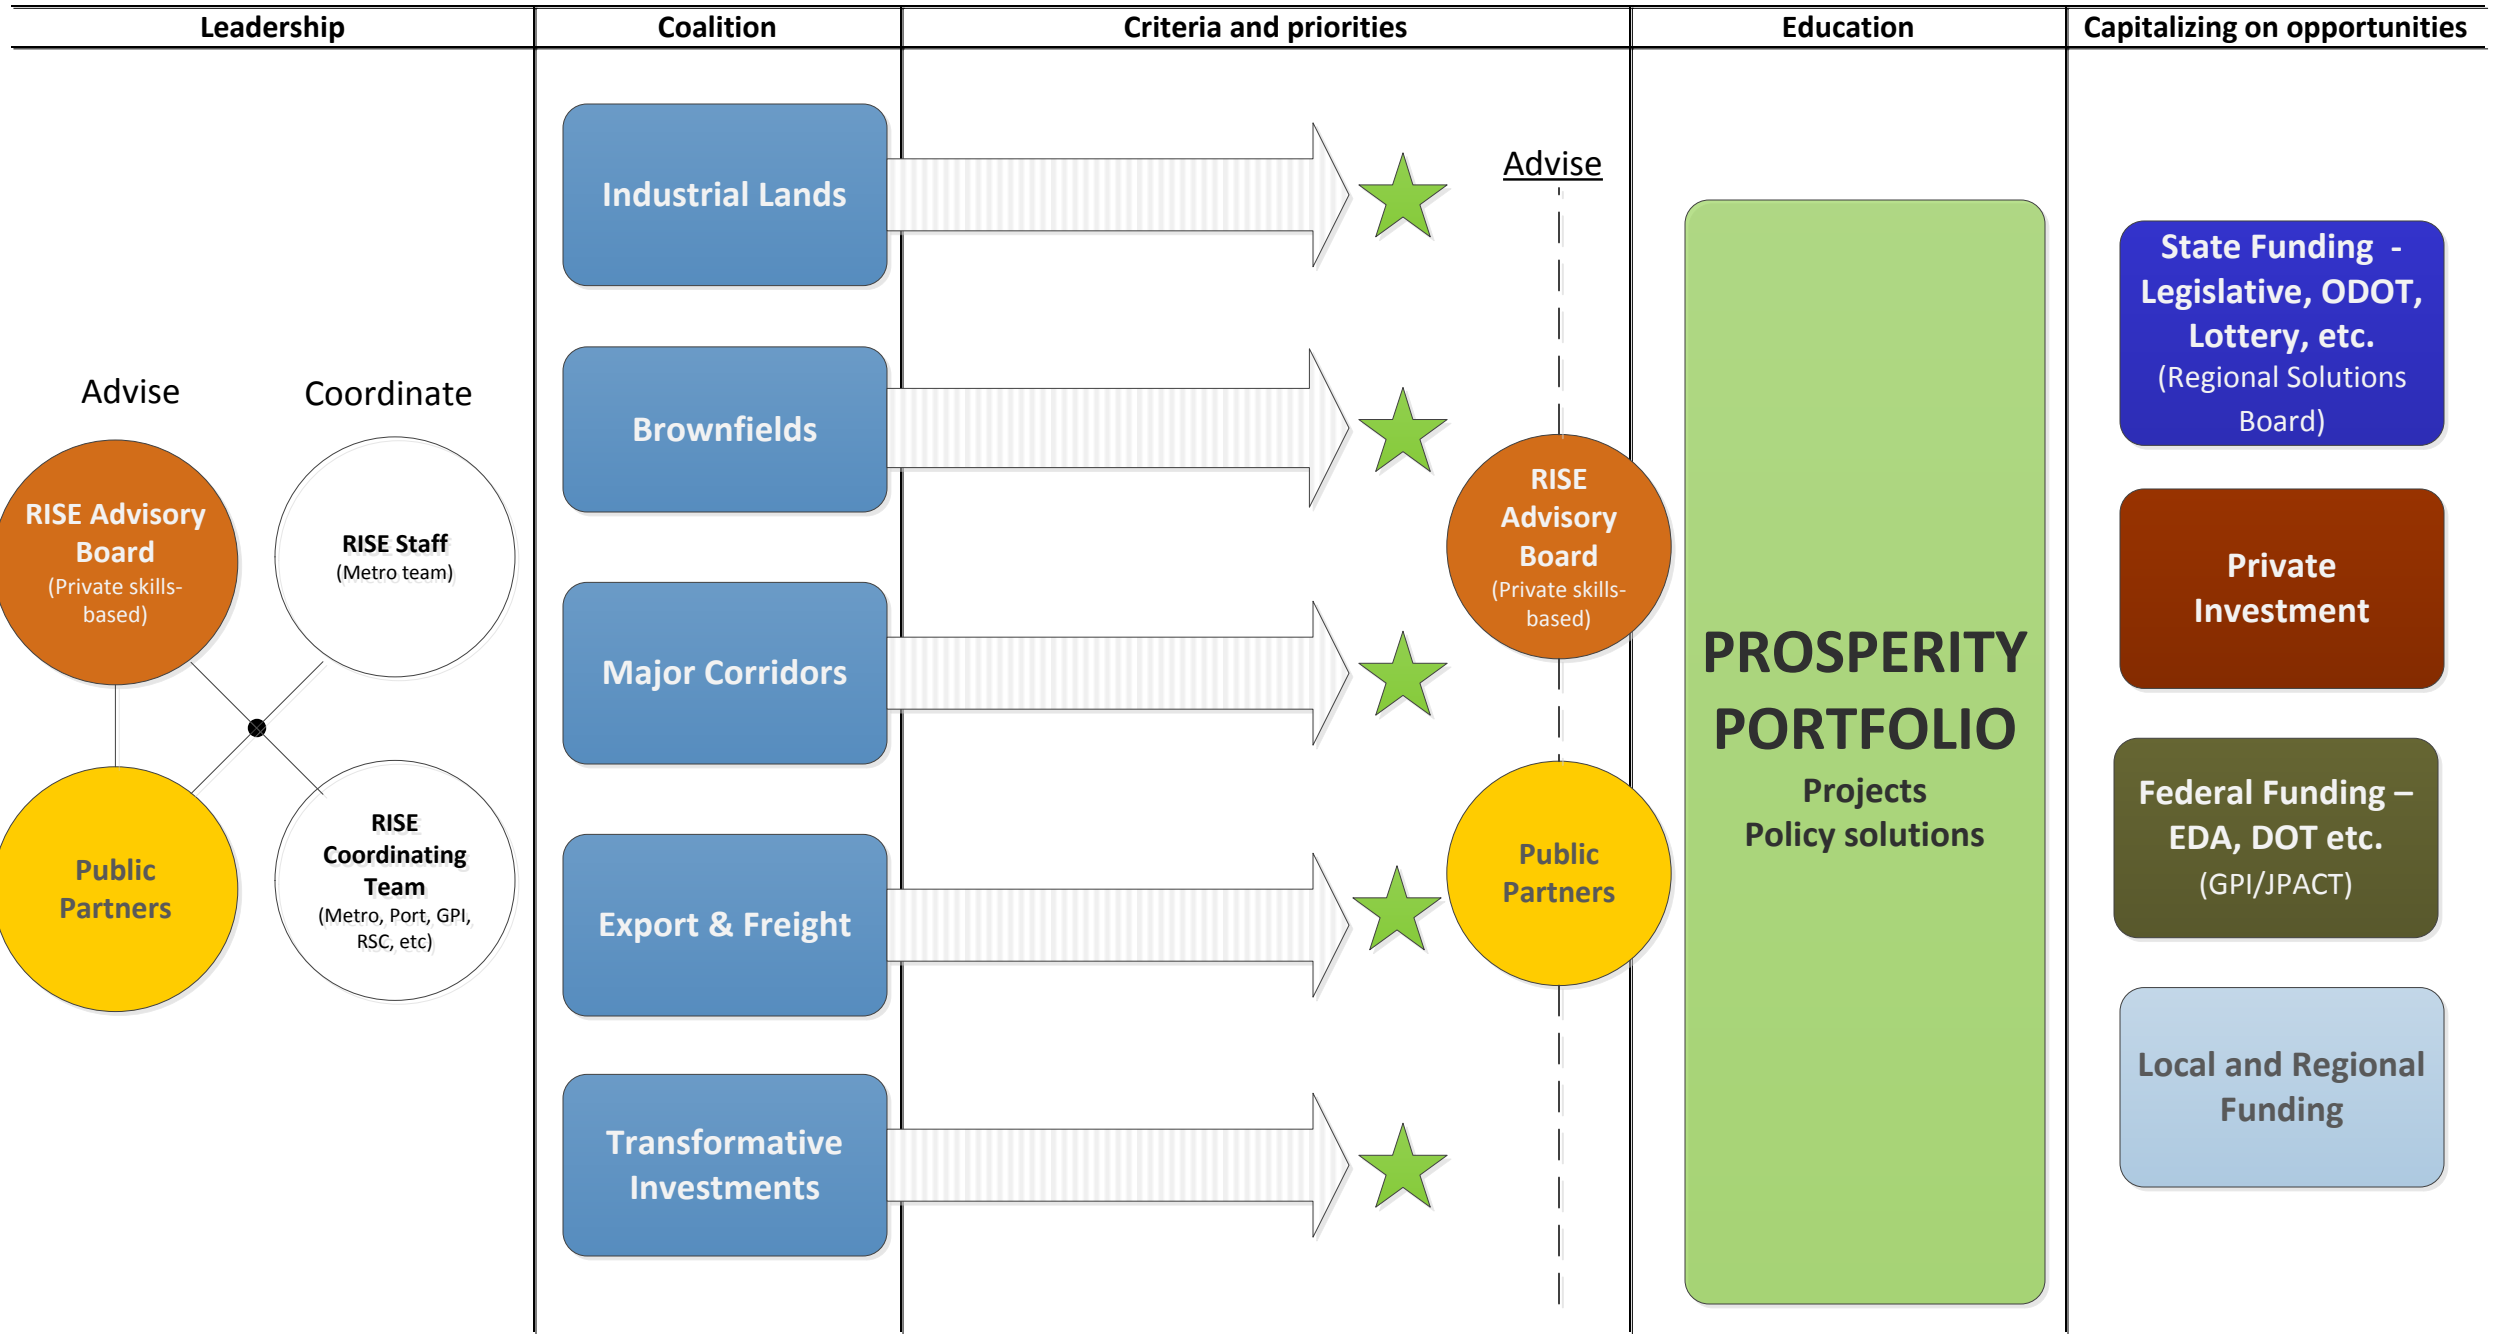 Leadership
Coalition
Criteria and priorities
Education
Capitalizing on opportunities
Advise
Coordinate
RISE Advisory
Board
(Private skills-
based)
RISE Staff
(Metro team)
Public
Partners
RISE
Coordinating
Team
(Metro, Port, GPI,
RSC, etc)
Industrial Lands
Brownfields
Major Corridors
Export & Freight
Transformative
Investments
Advise
RISE
Advisory
Board
(Private skills-
based)
Public
Partners
PROSPERITY
PORTFOLIO
Projects
Policy solutions
State Funding -
Legislative, ODOT,
Lottery, etc.
(Regional Solutions
Board)
Private
Investment
Federal Funding –
EDA, DOT etc.
(GPI/JPACT)
Local and Regional
Funding